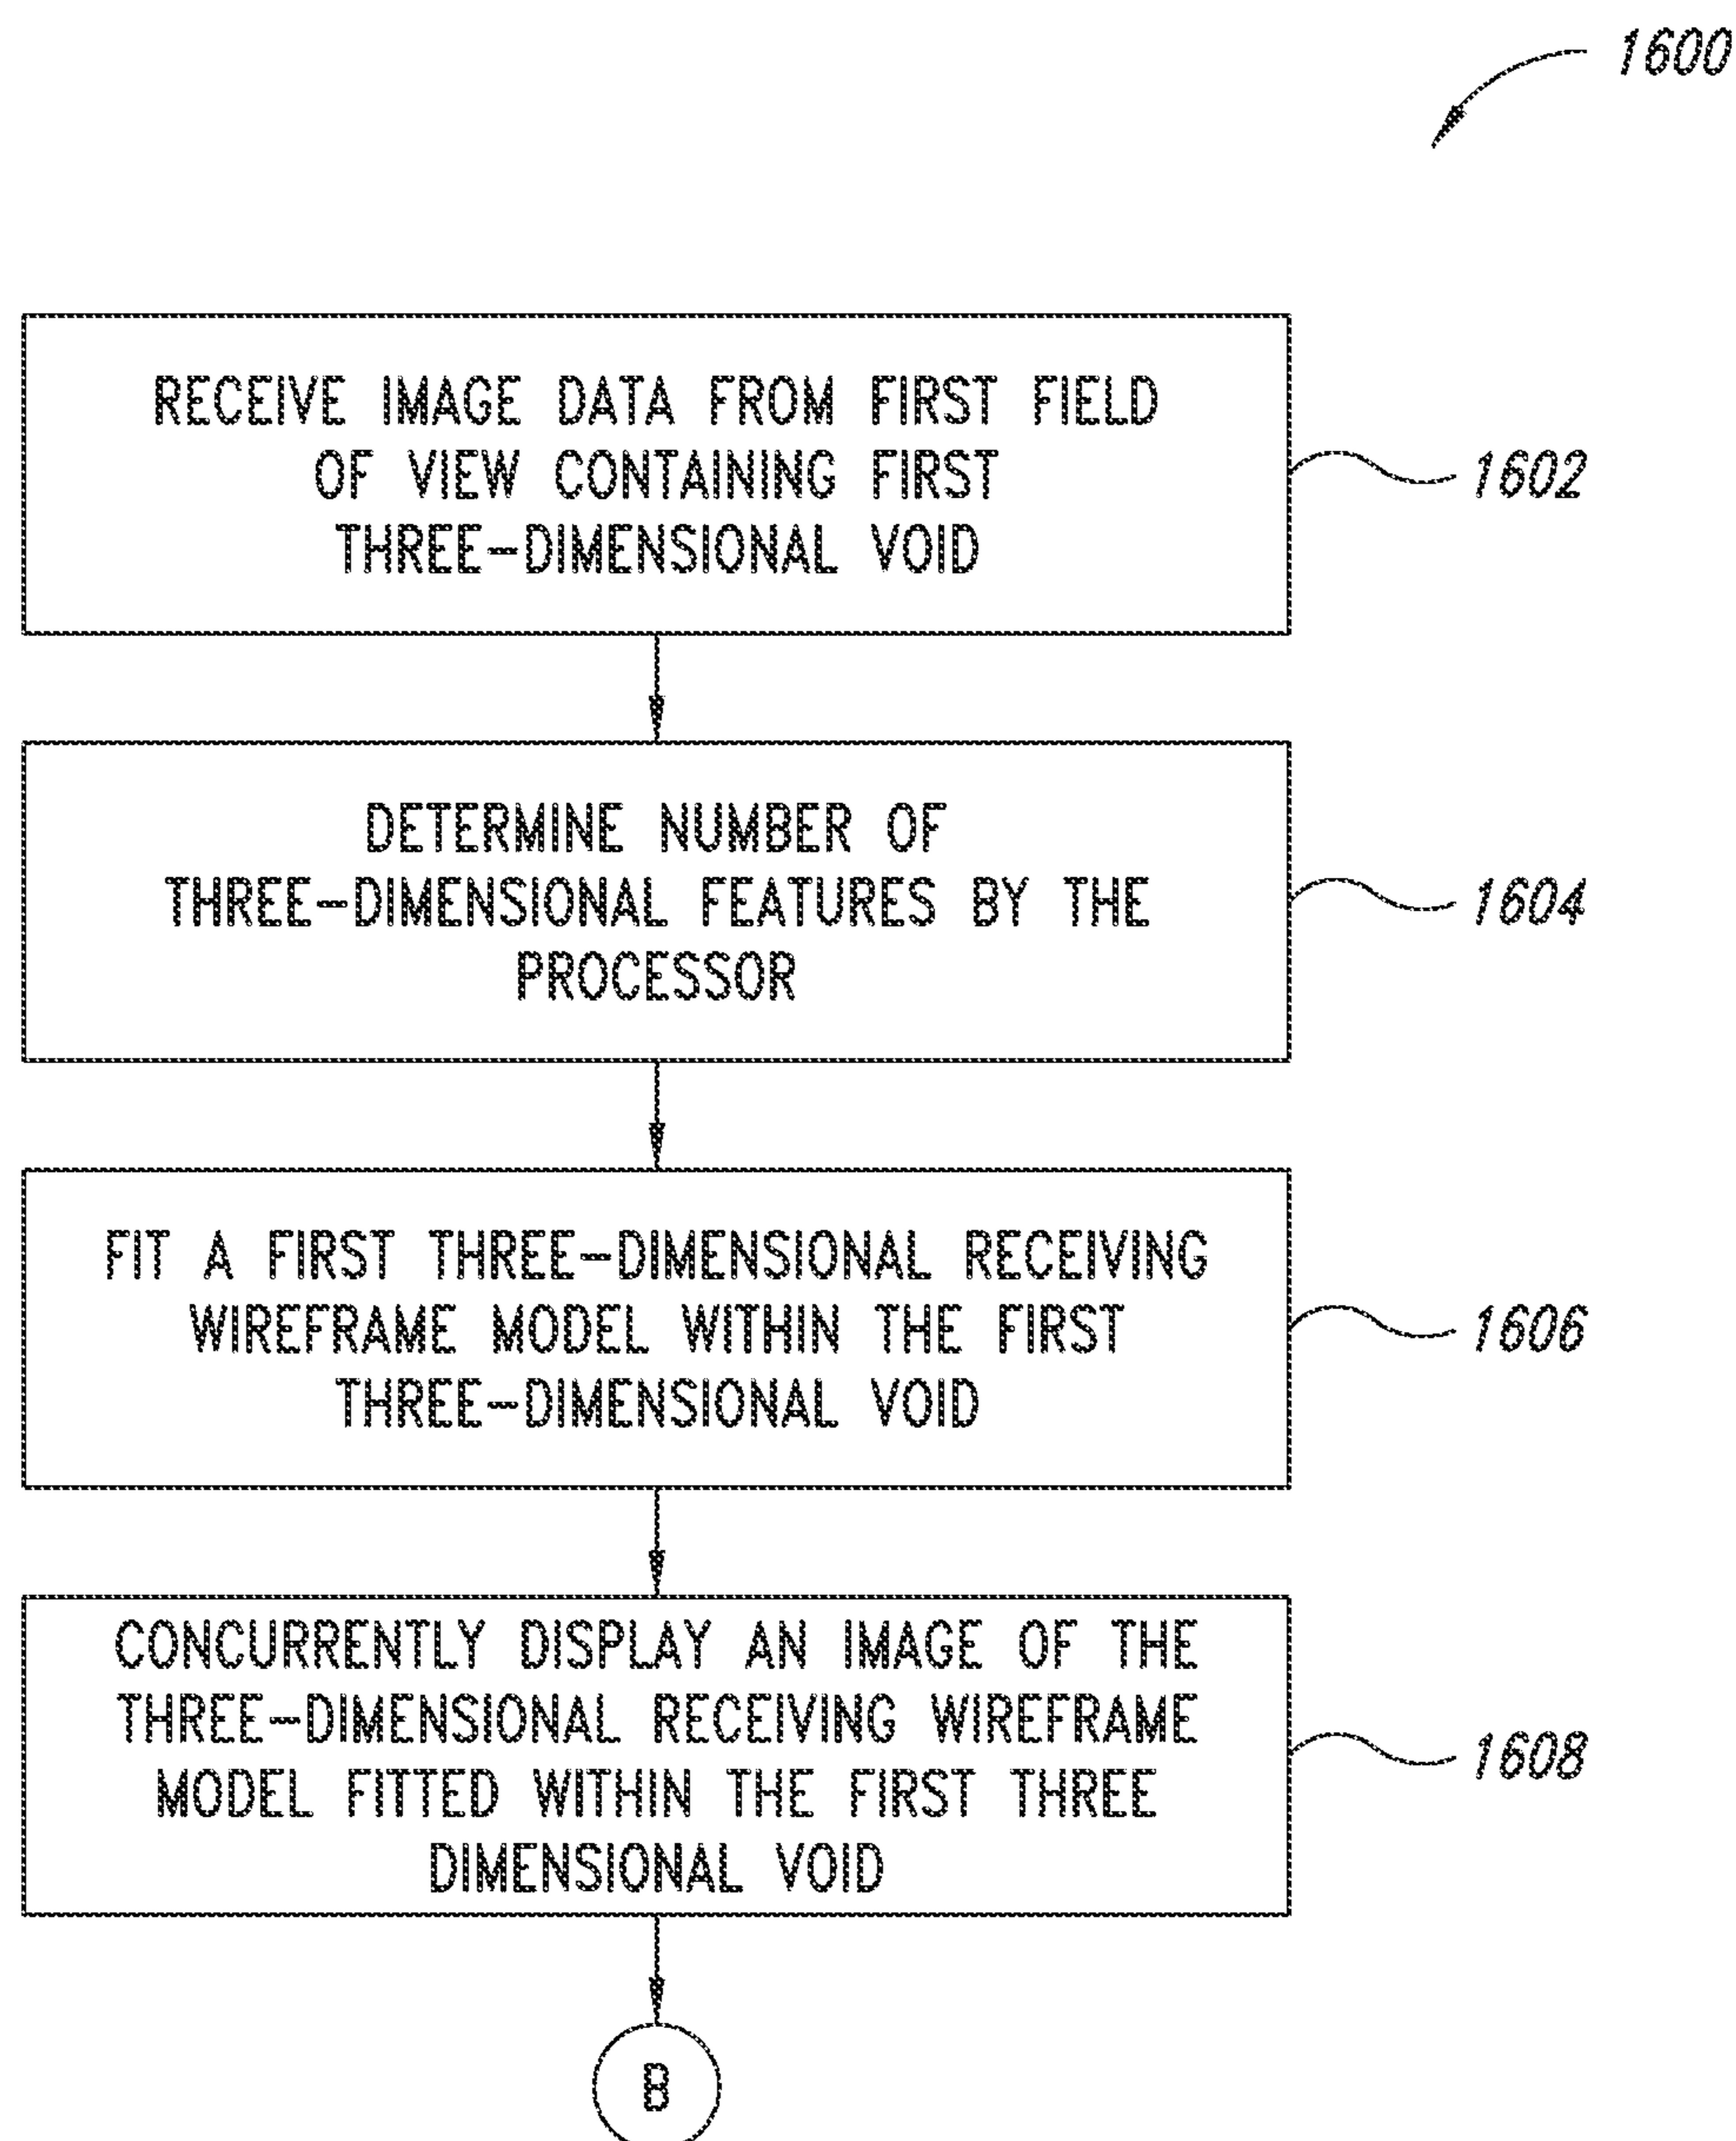 1600
RECEIVE IMAGE DATA FROM FIRST FIELD
OF VIEW CONTAINING FIRST
THREE-DIMENSIONAL VOID
1602
DETERMINE NUMBER OF
THREE-DIMENSIONAL FEATURES BY THE
PROCESSOR
1604
FIT A FIRST THREE-DIMENSIONAL RECEIVING
WIREFRAME MODEL WITHIN THE FIRST
THREE-DIMENSIONAL VOID
1606
CONCURRENTLY DISPLAY AN IMAGE OF THE
THREE-DIMENSIONAL RECEIVING WIREFRAME
MODEL FITTED WITHIN THE FIRST THREE
DIMENSIONAL VOID
1608
B